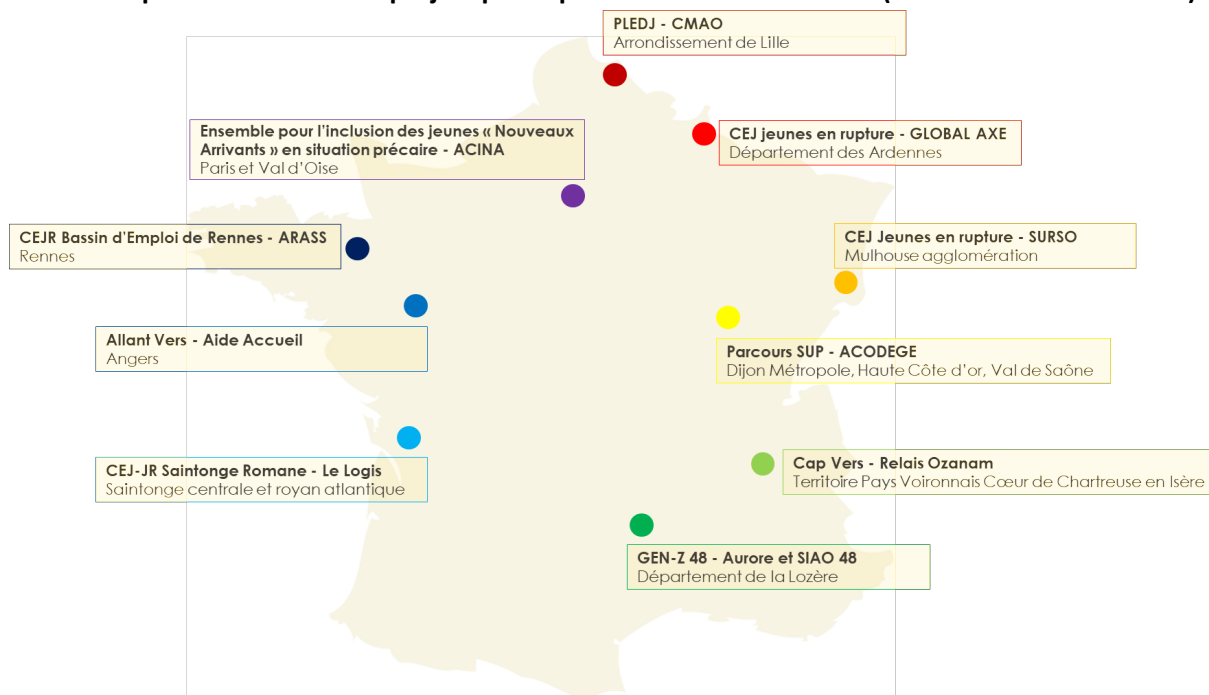 PLEDJ - CMAO
Arrondissement de Lille
Ensemble pour l'inclusion des jeunes « Nouveaux
Arrivants » en situation précaire - ACINA
Paris et Val d'Oise
CEJ jeunes en rupture - GLOBAL AXE
Département des Ardennes
CEJR Bassin d'Emploi de Rennes - ARASS
Rennes
CEJ Jeunes en rupture - SURSO
Mulhouse agglomération
Allant Vers - Aide Accueil
Angers
Parcours SUP - ACODEGE
Dijon Métropole, Haute Côte d'or, Val de Saône
CEJ-JR Saintonge Romane - Le Logis
Saintonge centrale et royan atlantique
Cap Vers - Relais Ozanam
Territoire Pays Voironnais Cœur de Chartreuse en Isère
GEN-Z 48 - Aurore et SIAO 48
Département de la Lozère